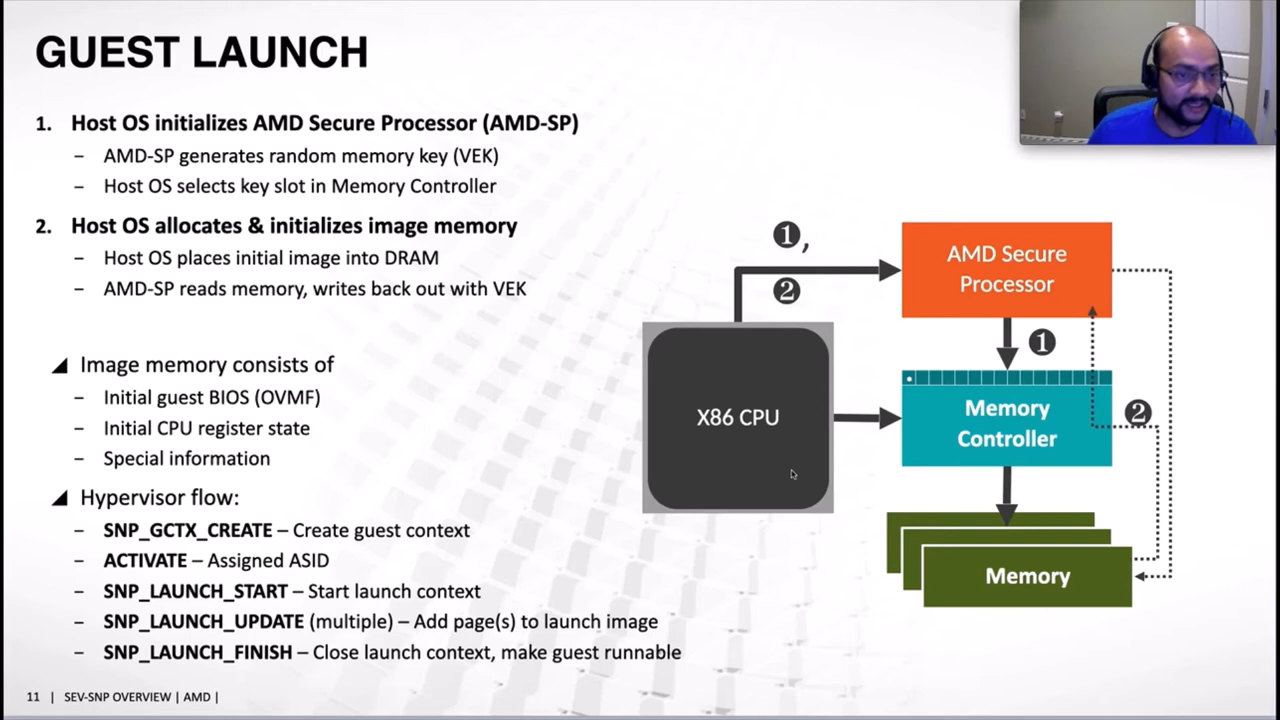 GUEST LAUNCH
1. Host OS initializes AMD Secure Processor (AMD-SP)
– AMD-SP generates random memory key (VEK)
– Host OS selects key slot in Memory Controller
2. Host OS allocates & initializes image memory
– Host OS places initial image into DRAM
– AMD-SP reads memory, writes back out with VEK
◢ Image memory consists of
– Initial guest BIOS (OVMF)
– Initial CPU register state
– Special information
◢ Hypervisor flow:
– SNP_GCTX_CREATE – Create guest context
– ACTIVATE – Assigned ASID
– SNP_LAUNCH_START – Start launch context
– SNP_LAUNCH_UPDATE (multiple) – Add page(s) to launch image
– SNP_LAUNCH_FINISH – Close launch context, make guest runnable
❶,
❷
AMD Secure
Processor
❶
X86 CPU
Memory
Controller
❷
Memory
11 | SEV-SNP OVERVIEW | AMD |